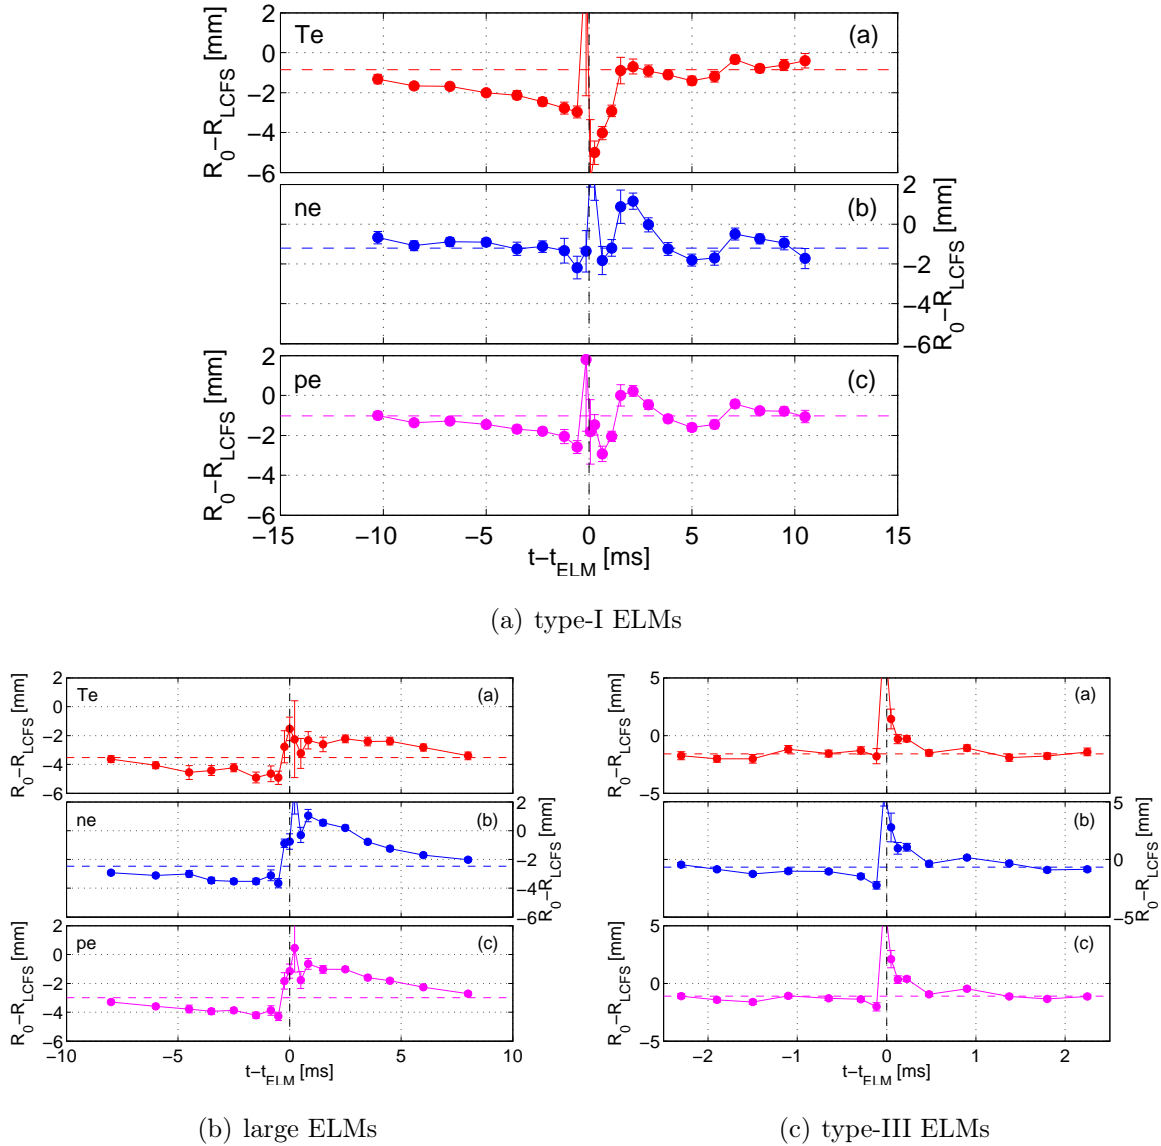 Te
(a)
2
0
−2
−4
−6
R0−RLCFS [mm]
ne
(b)
2
0
−2
−4
−6
R0−RLCFS [mm]
pe
(c)
2
0
−2
−4
−6
R0−RLCFS [mm]
−15 −10 −5 0 5 10 15
t−tELM [ms]
(a) type-I ELMs
Te
(a)
2
0
−2
−4
−6
R0−RLCFS [mm]
ne
(b)
2
0
−2
−4
−6
R0−RLCFS [mm]
pe
(c)
2
0
−2
−4
−6
R0−RLCFS [mm]
−10 −5 0 5 10
t−tELM [ms]
(b) large ELMs
(a)
5
0
−5
R0−RLCFS [mm]
(b)
5
0
−5
R0−RLCFS [mm]
(c)
5
0
−5
R0−RLCFS [mm]
−2 −1 0 1 2
t−tELM [ms]
(c) type-III ELMs